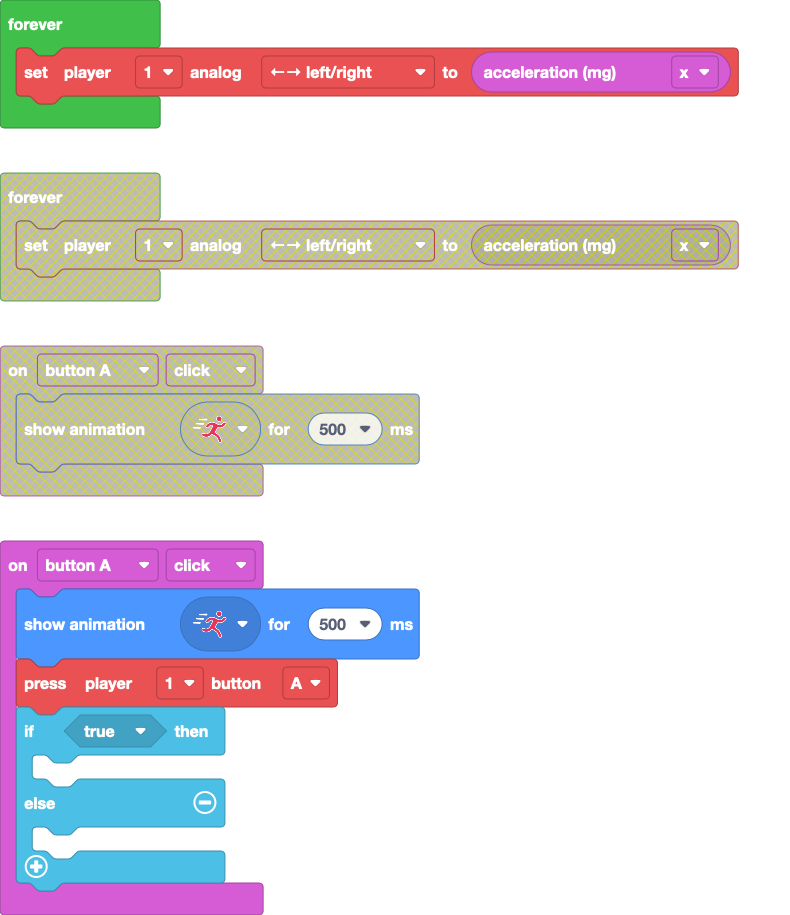 forever
set player 1 analog ←→ left/right to acceleration (mg) x
forever
set player 1 analog ←→ left/right to acceleration (mg) x
on button A click
show animation for 500 ms
on button A click
show animation for 500 ms
press player 1 button A
if true then
else